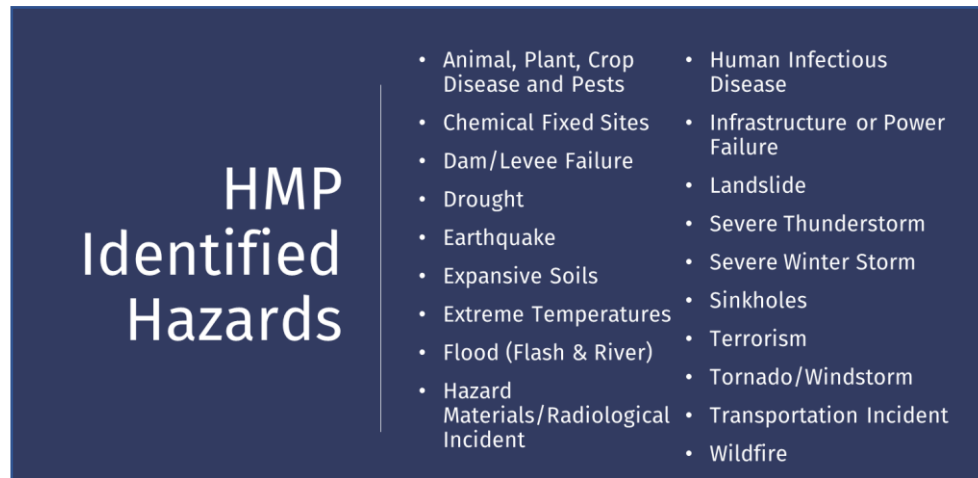 HMP
Identified
Hazards
• Animal, Plant, Crop
Disease and Pests
• Chemical Fixed Sites
• Dam/Levee Failure
• Drought
• Earthquake
• Expansive Soils
• Extreme Temperatures
• Flood (Flash & River)
• Hazard
Materials/Radiological
Incident
• Human Infectious
Disease
• Infrastructure or Power
Failure
• Landslide
• Severe Thunderstorm
• Severe Winter Storm
• Sinkholes
• Terrorism
• Tornado/Windstorm
• Transportation Incident
• Wildfire